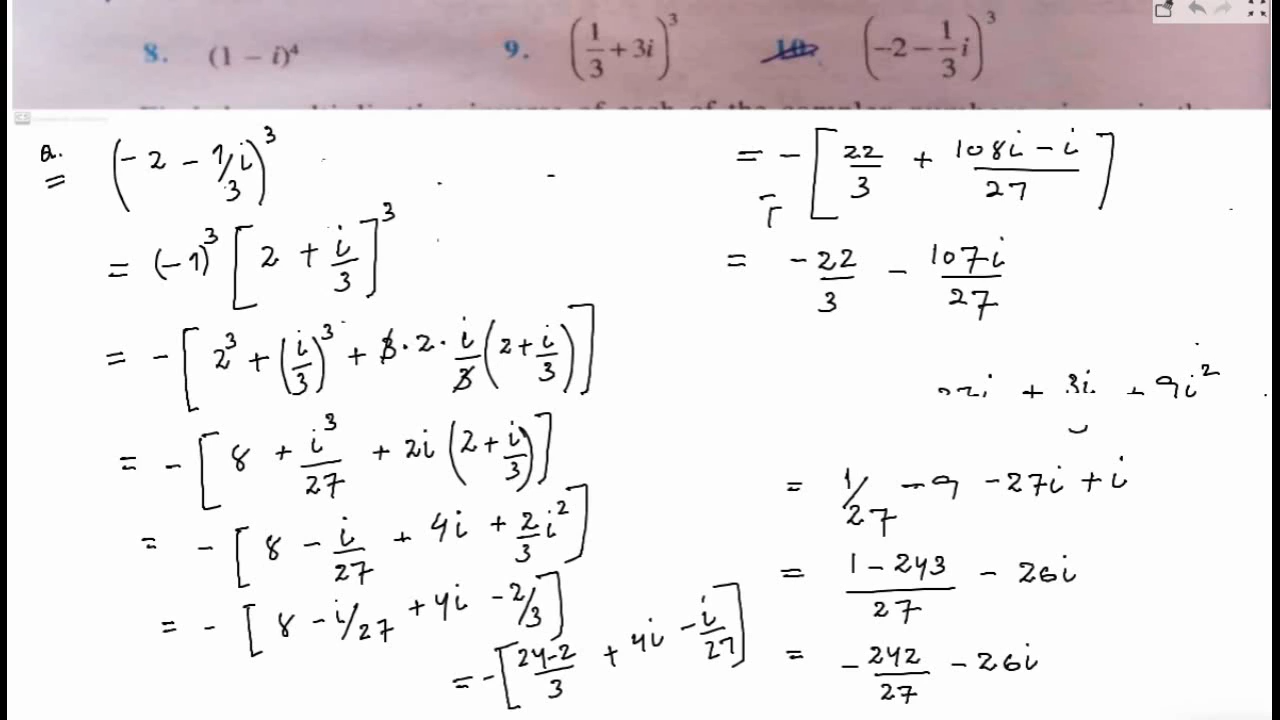 8. (1 − i)⁴ 9. (1/3 + 3i)³ 10. (−2 − 1/3 i)³
Q. (−2 − 1/3 i)³
= (−1)³ [2 + i/3]³
= − [2³ + (i/3)³ + 3·2·i/3 (2 + i/3)]
= − [8 + i³/27 + 2i (2 + i/3)]
= − [8 − i/27 + 4i + 2/3 i²]
= − [8 − i/27 + 4i − 2/3]
= − [24−2/3 + 4i − i/27]
= − [22/3 + 108i − i/27]
= −22/3 − 107i/27
+ 3i + 9i²
= 1/27 − 9 − 27i + i
= 1 − 243/27 − 26i
= −242/27 − 26i